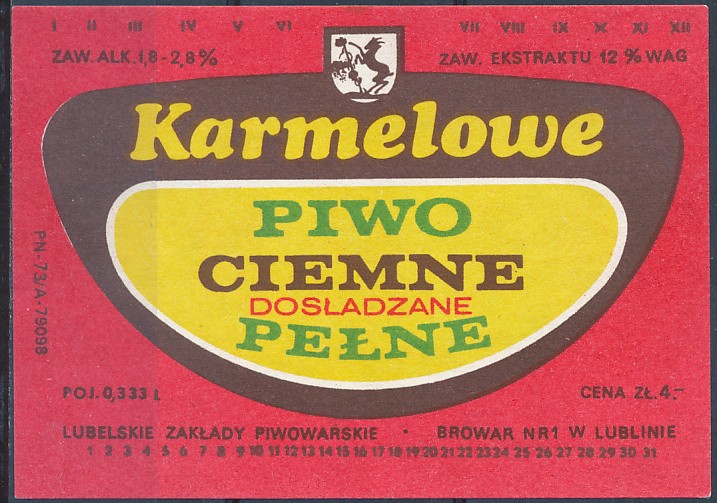 I II III IV V VI VII VIII IX X XI XII
ZAW. ALK. 1,8 - 2,8 % ZAW. EKSTRAKTU 12 % WAG
Karmelowe
PIWO
CIEMNE
DOSŁADZANE
PEŁNE
PN-73/A-79098
POJ. 0,333 L CENA ZŁ. 4.-
LUBELSKIE ZAKŁADY PIWOWARSKIE • BROWAR NR 1 W LUBLINIE
1 2 3 4 5 6 7 8 9 10 11 12 13 14 15 16 17 18 19 20 21 22 23 24 25 26 27 28 29 30 31